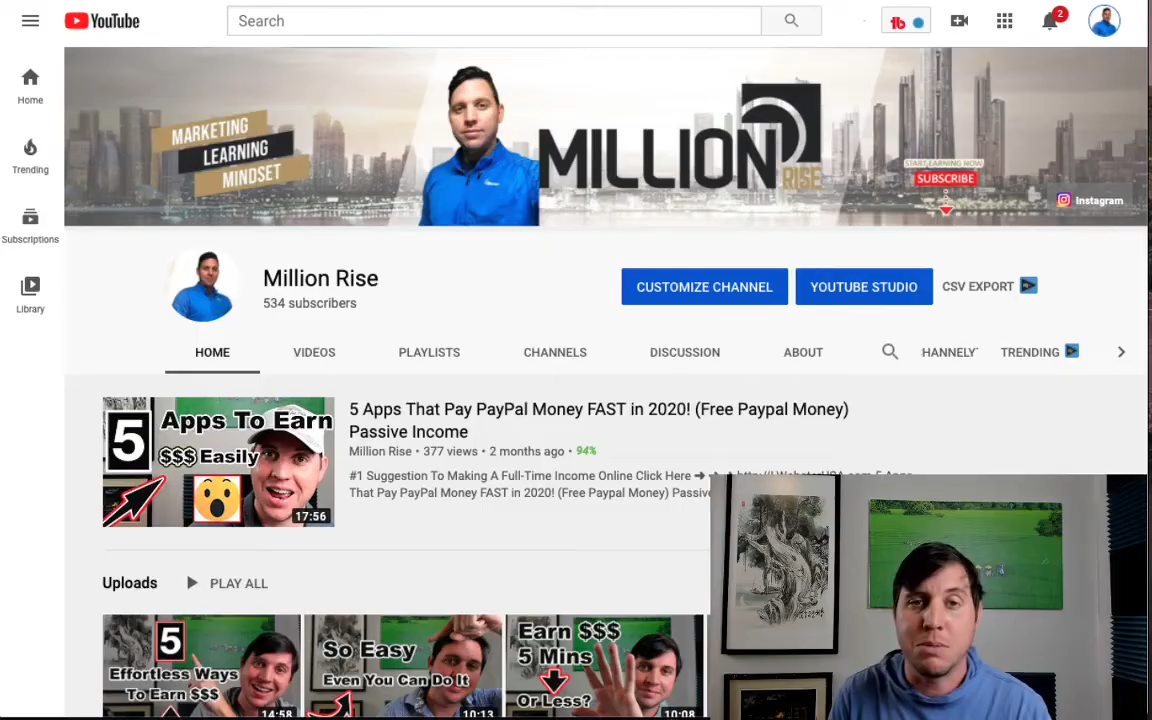 YouTube
Search
2
Home
Trending
Subscriptions
Library
MARKETING
LEARNING
MINDSET
MILLION
RISE
START EARNING NOW
SUBSCRIBE
Instagram
Million Rise
534 subscribers
CUSTOMIZE CHANNEL
YOUTUBE STUDIO
CSV EXPORT
HOME
VIDEOS
PLAYLISTS
CHANNELS
DISCUSSION
ABOUT
HANNELY
TRENDING
5 Apps To Earn
$$$ Easily
17:56
5 Apps That Pay PayPal Money FAST in 2020! (Free Paypal Money)
Passive Income
Million Rise • 377 views • 2 months ago • 94%
#1 Suggestion To Making A Full-Time Income Online Click Here ➜
That Pay PayPal Money FAST in 2020! (Free Paypal Money) Passive
Uploads
PLAY ALL
5
Effortless Ways
To Earn $$$
14:58
So Easy
Even You Can Do It
10:13
Earn $$$
5 Mins
Or Less?
10:08